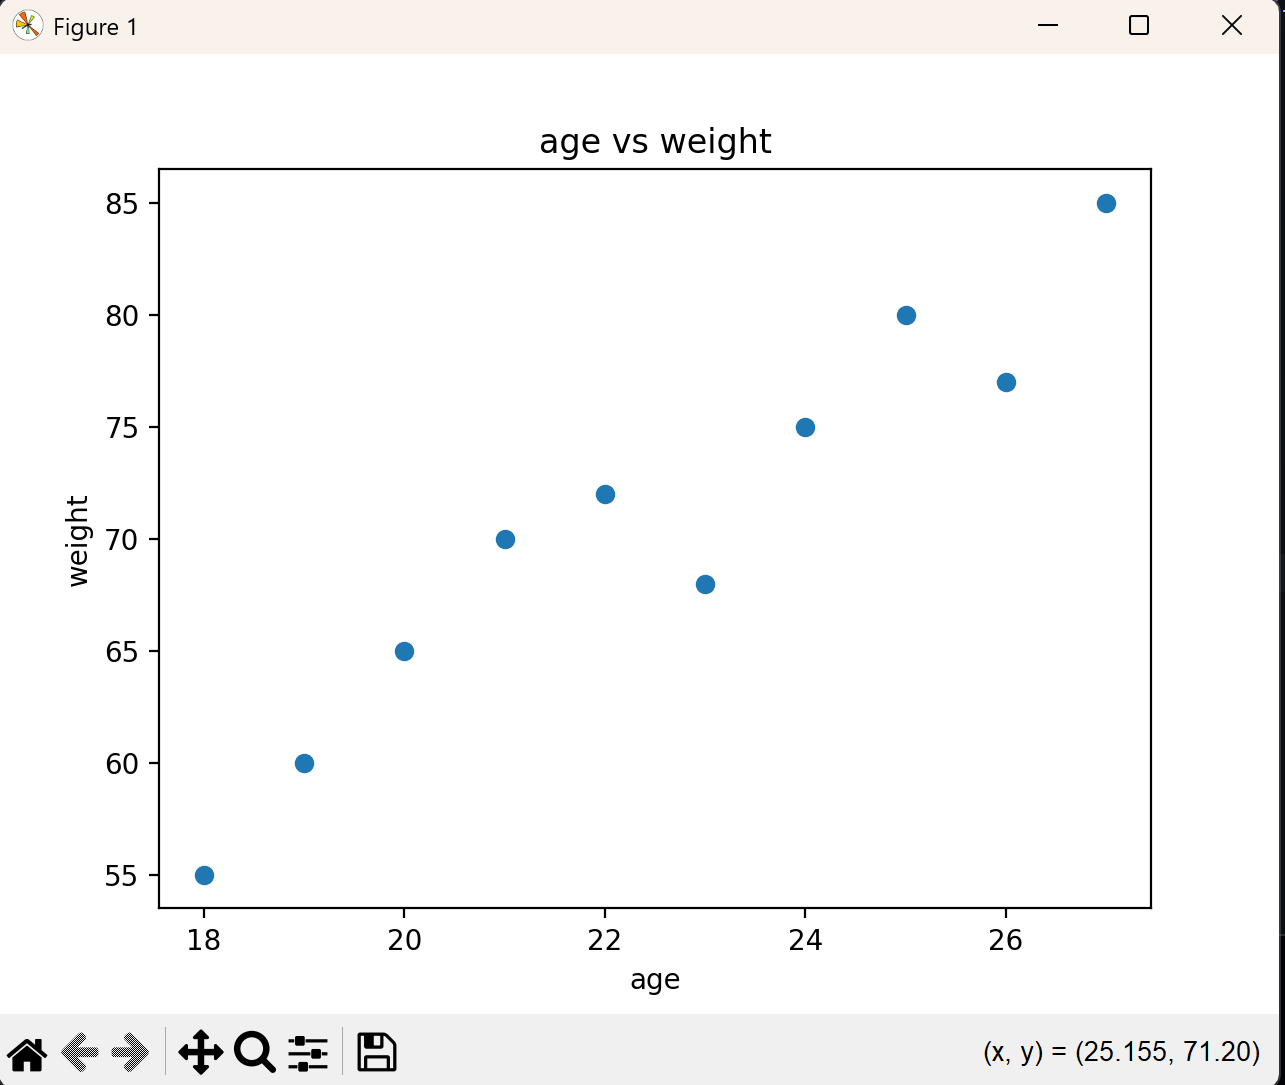 Figure 1
age vs weight
85
80
75
70
65
60
55
weight
18 20 22 24 26
age
(x, y) = (25.155, 71.20)